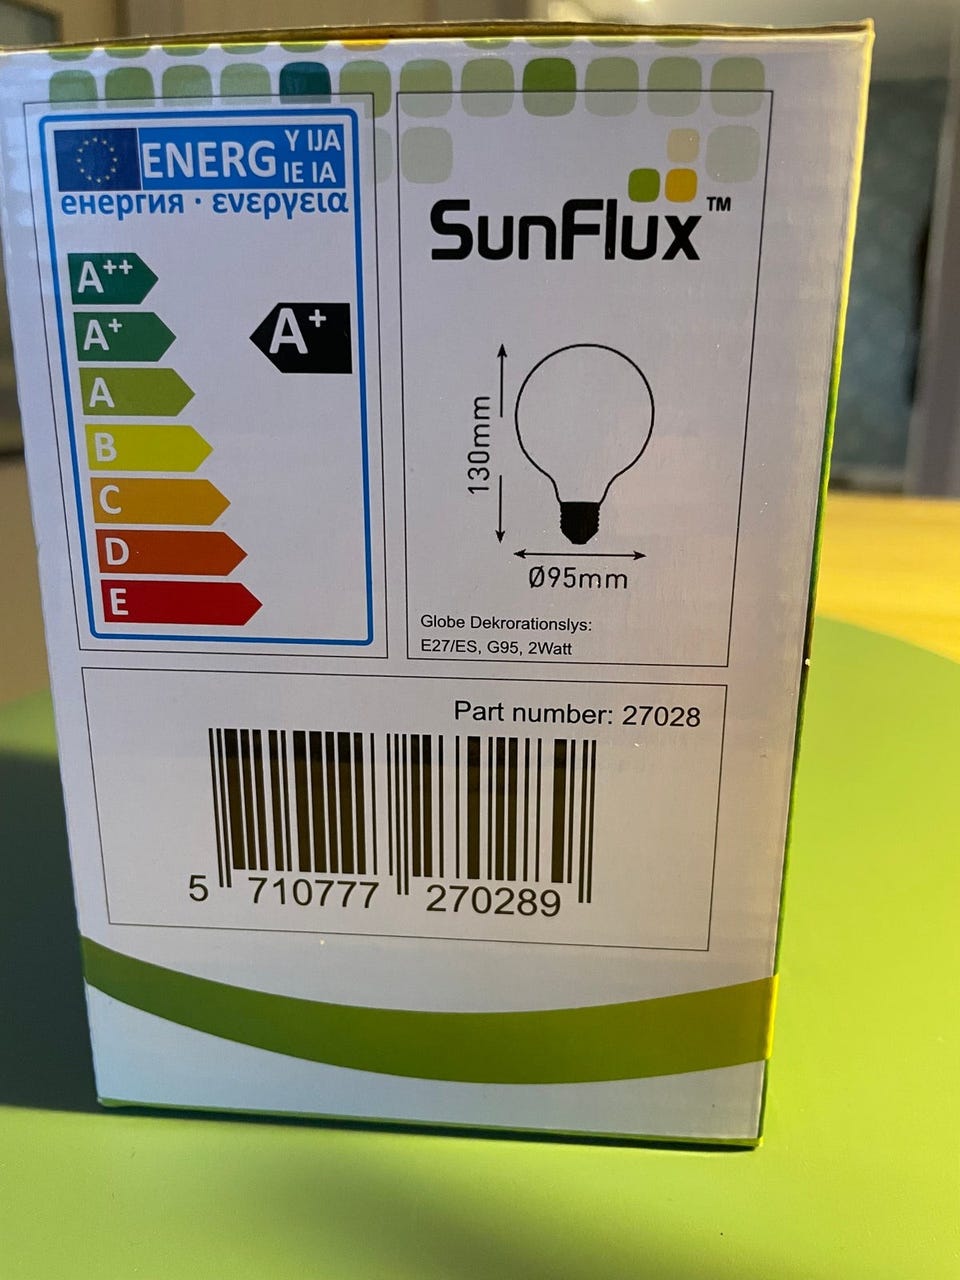 ENERG Y IJA
IE IA
енергия · ενεργεια
A++
A+
A
B
C
D
E
A+
SunFlux™
130mm
Ø95mm
Globe Dekrorationslys:
E27/ES, G95, 2Watt
Part number: 27028
5 710777 270289